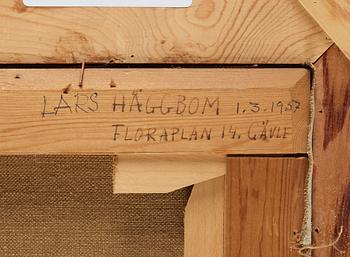 LARS HÄGGBOM 1.3.1957
FLORAPLAN 14. GÄVLE